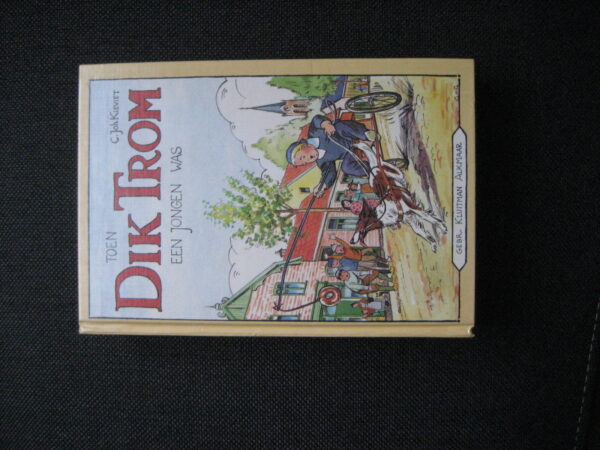 C. Joh. Kieviet
TOEN
DIK TROM
EEN JONGEN WAS
GEBR. KLUITMAN ALKMAAR